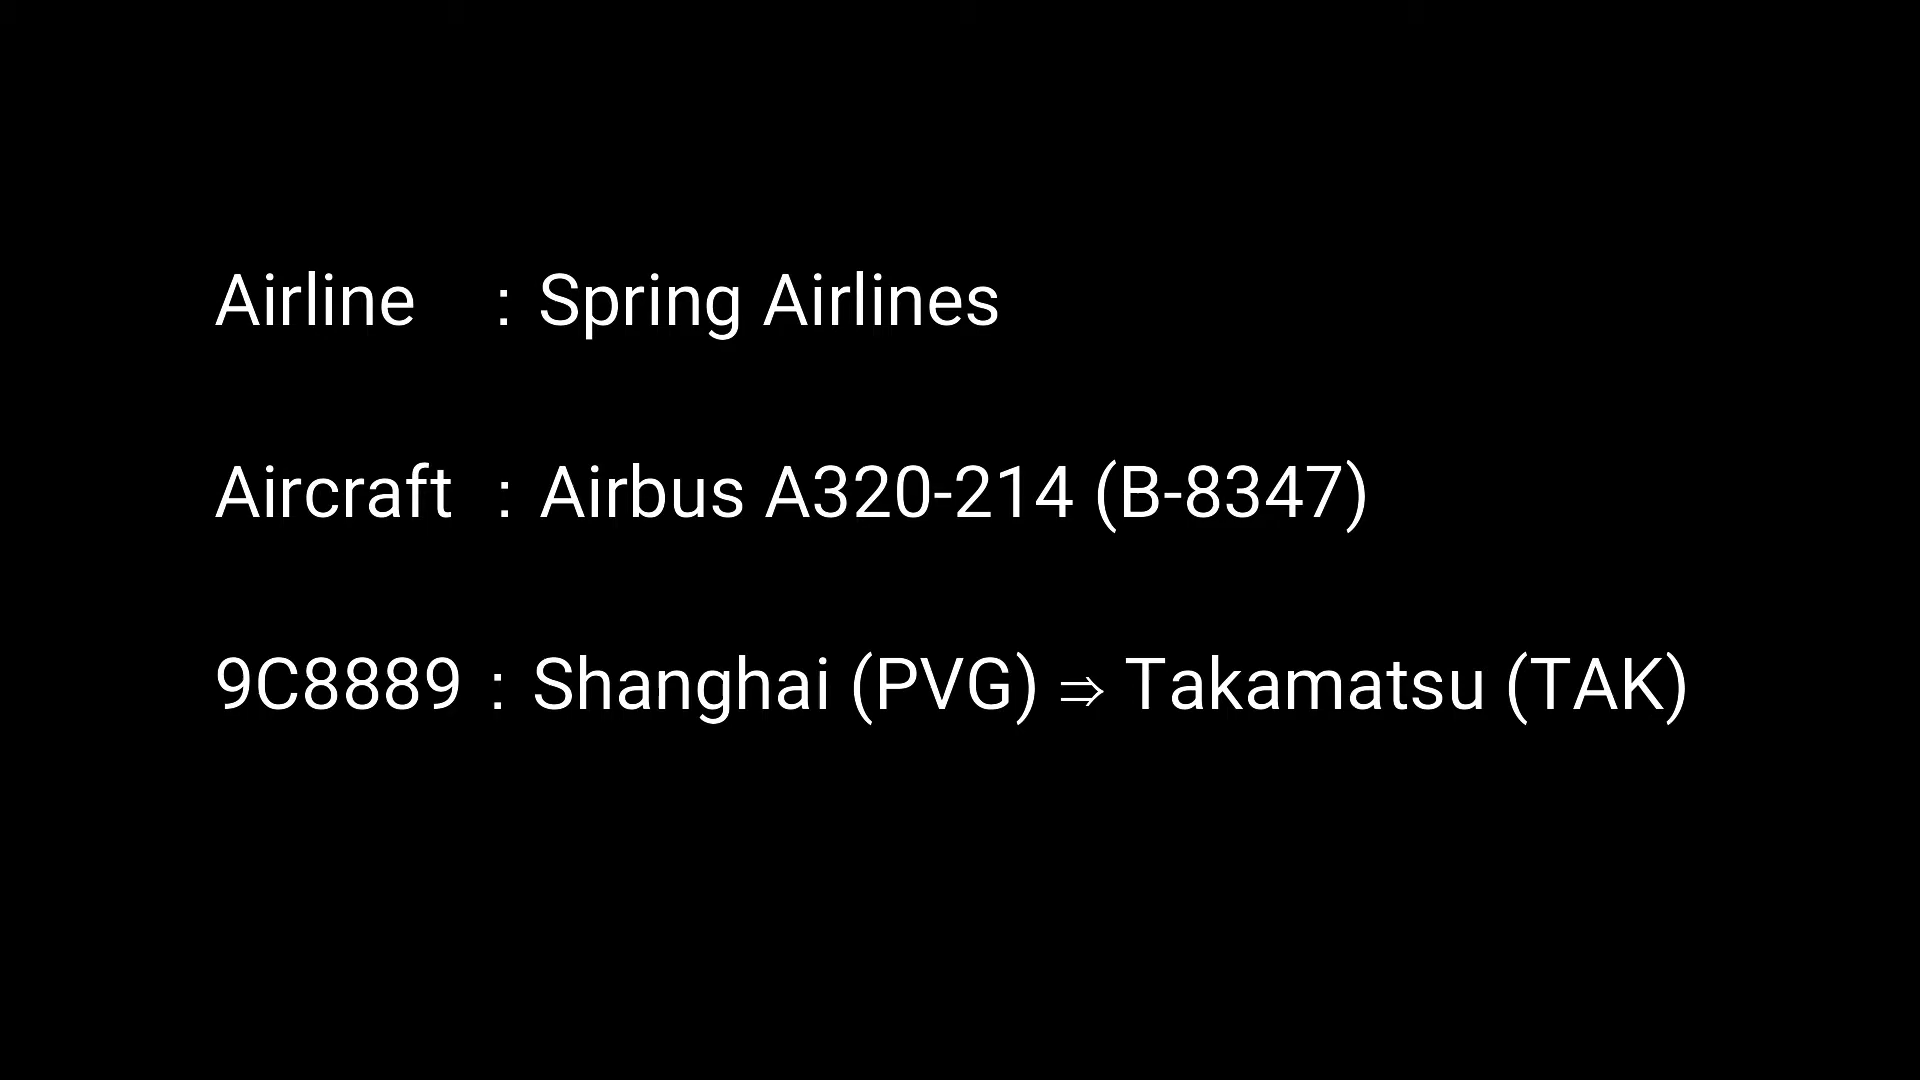 Airline : Spring Airlines
Aircraft : Airbus A320-214 (B-8347)
9C8889 : Shanghai (PVG) ⇒ Takamatsu (TAK)